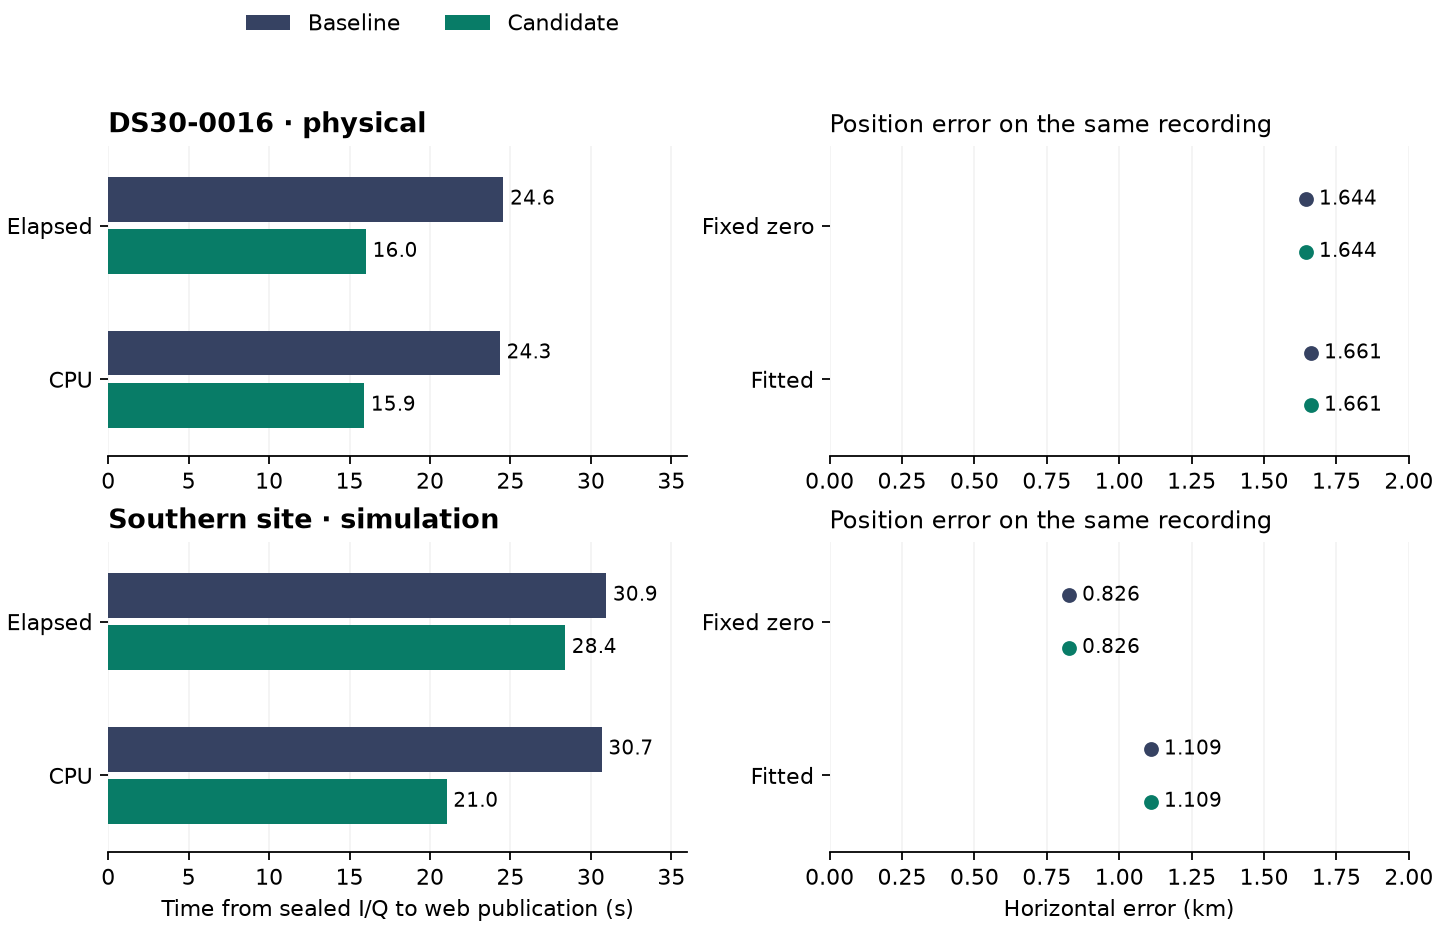 Baseline Candidate
DS30-0016 · physical
Elapsed
24.6
16.0
CPU
24.3
15.9
0 5 10 15 20 25 30 35
Position error on the same recording
Fixed zero
1.644
1.644
Fitted
1.661
1.661
0.00 0.25 0.50 0.75 1.00 1.25 1.50 1.75 2.00
Southern site · simulation
Elapsed
30.9
28.4
CPU
30.7
21.0
0 5 10 15 20 25 30 35
Time from sealed I/Q to web publication (s)
Position error on the same recording
Fixed zero
0.826
0.826
Fitted
1.109
1.109
0.00 0.25 0.50 0.75 1.00 1.25 1.50 1.75 2.00
Horizontal error (km)